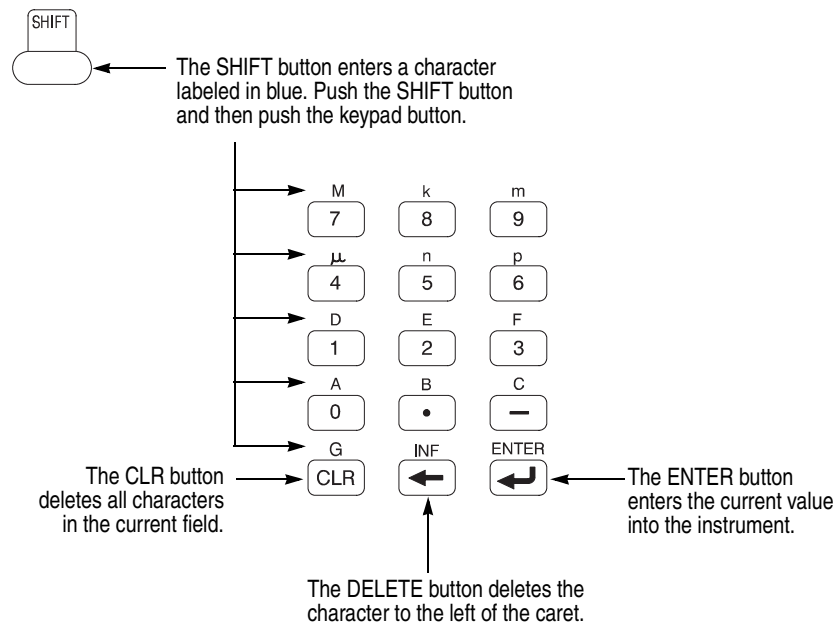 SHIFT
The SHIFT button enters a character
labeled in blue. Push the SHIFT button
and then push the keypad button.
M k m
7 8 9
μ n p
4 5 6
D E F
1 2 3
A B C
0 • –
G INF ENTER
CLR
The CLR button
deletes all characters
in the current field.
The ENTER button
enters the current value
into the instrument.
The DELETE button deletes the
character to the left of the caret.